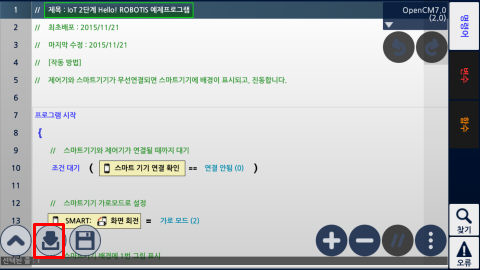 1 // 제목 : IoT 2단계 Hello! ROBOTIS 예제프로그램
2 // 최초배포 : 2015/11/21
3 // 마지막 수정 : 2015/11/21
4 // [작동 방법]
5 // 제어기와 스마트기기가 무선연결되면 스마트기기에 배경이 표시되고, 진동합니다.
6
7 프로그램 시작
8 {
9 // 스마트기기와 제어기가 연결될 때까지 대기
10 조건 대기 ( 스마트 기기 연결 확인 == 연결 안됨 (0) )
11
12 // 스마트기기 가로모드로 설정
13 SMART: 화면 회전 = 가로 모드 (2)
// 스마트기기 배경에 1번 그림 표시
선택된 줄
OpenCM7.0
(2.0)
명령어
변수
함수
찾기
오류